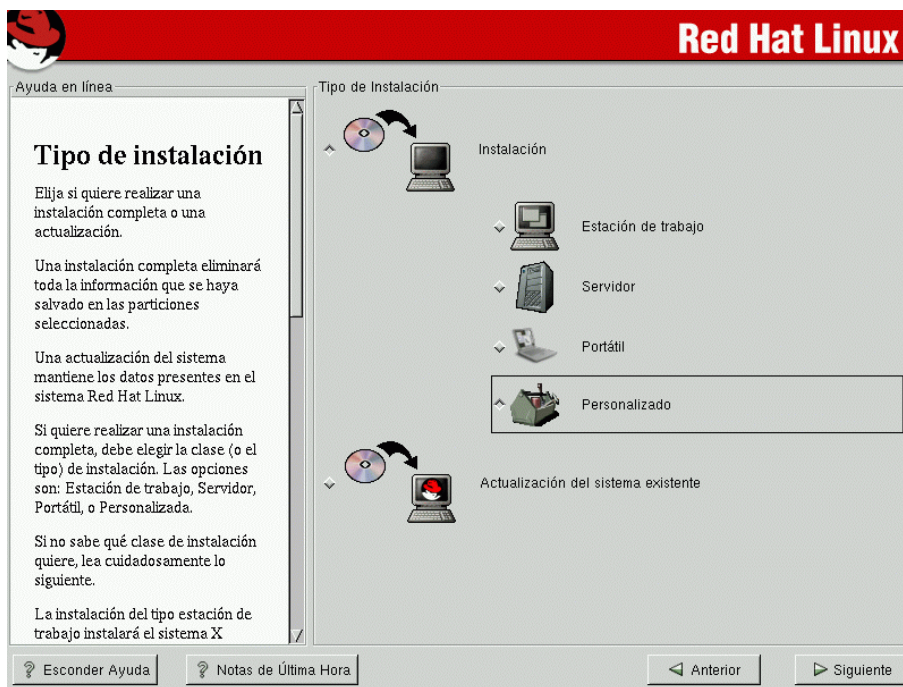 Red Hat Linux
Ayuda en línea
Tipo de instalación
Elija si quiere realizar una
instalación completa o una
actualización.
Una instalación completa eliminará
toda la información que se haya
salvado en las particiones
seleccionadas.
Una actualización del sistema
mantiene los datos presentes en el
sistema Red Hat Linux.
Si quiere realizar una instalación
completa, debe elegir la clase (o el
tipo) de instalación. Las opciones
son: Estación de trabajo, Servidor,
Portátil, o Personalizada.
Si no sabe qué clase de instalación
quiere, lea cuidadosamente lo
siguiente.
La instalación del tipo estación de
trabajo instalará el sistema X
Tipo de Instalación
Instalación
Estación de trabajo
Servidor
Portátil
Personalizado
Actualización del sistema existente
Esconder Ayuda
Notas de Última Hora
Anterior
Siguiente